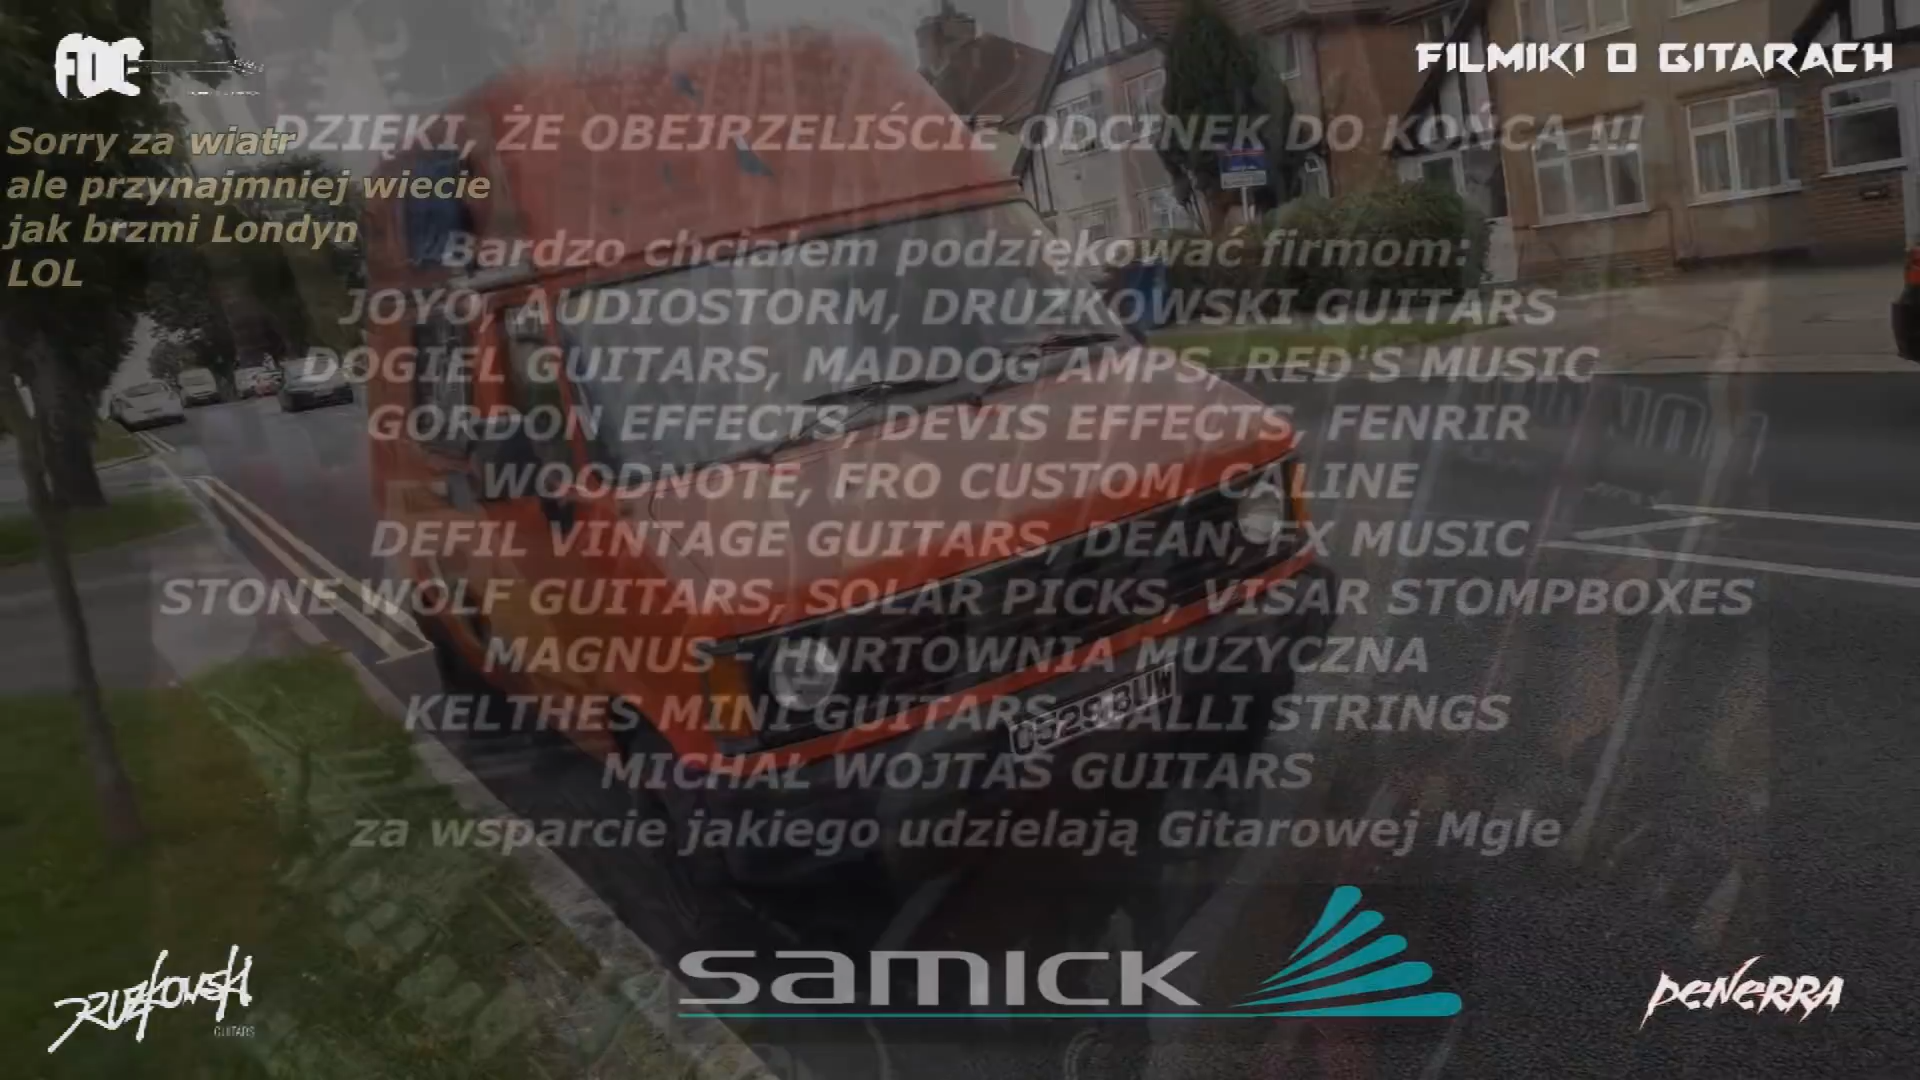 FDC
FILMIKI O GITARACH
DZIĘKI, ŻE OBEJRZELIŚCIE ODCINEK DO KOŃCA !!!
Sorry za wiatr
ale przynajmniej wiecie
jak brzmi Londyn
LOL
Bardzo chciałem podziękować firmom:
JOYO, AUDIOSTORM, DRUZKOWSKI GUITARS
DOGIEL GUITARS, MADDOG AMPS, RED'S MUSIC
GORDON EFFECTS, DEVIS EFFECTS, FENRIR
WOODNOTE, FRO CUSTOM, CALINE
DEFIL VINTAGE GUITARS, DEAN, FX MUSIC
STONE WOLF GUITARS, SOLAR PICKS, VISAR STOMPBOXES
MAGNUS - HURTOWNIA MUZYCZNA
KELTHES MINI GUITARS, GALLI STRINGS
MICHAŁ WOJTAS GUITARS
za wsparcie jakiego udzielają Gitarowej Mgle
SAMICK
DRUZKOWSKI
GUITARS
PENERRA